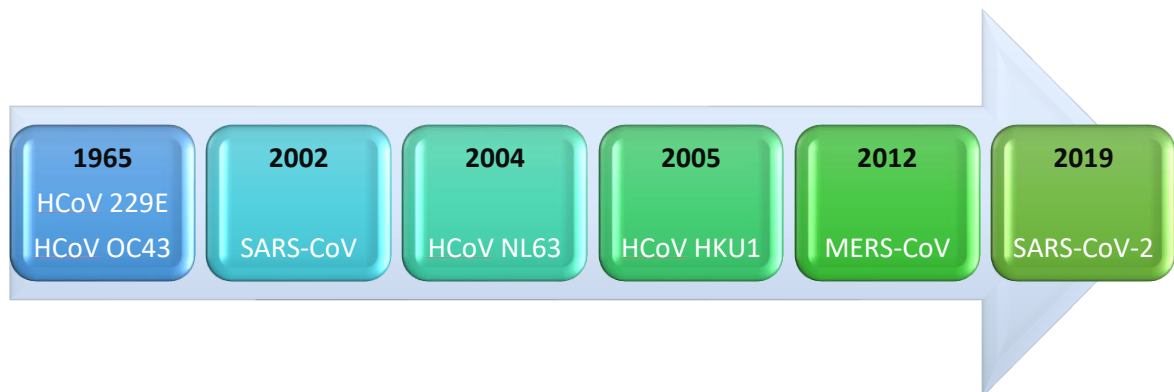 1965
HCoV 229E
HCoV OC43
2002
SARS-CoV
2004
HCoV NL63
2005
HCoV HKU1
2012
MERS-CoV
2019
SARS-CoV-2